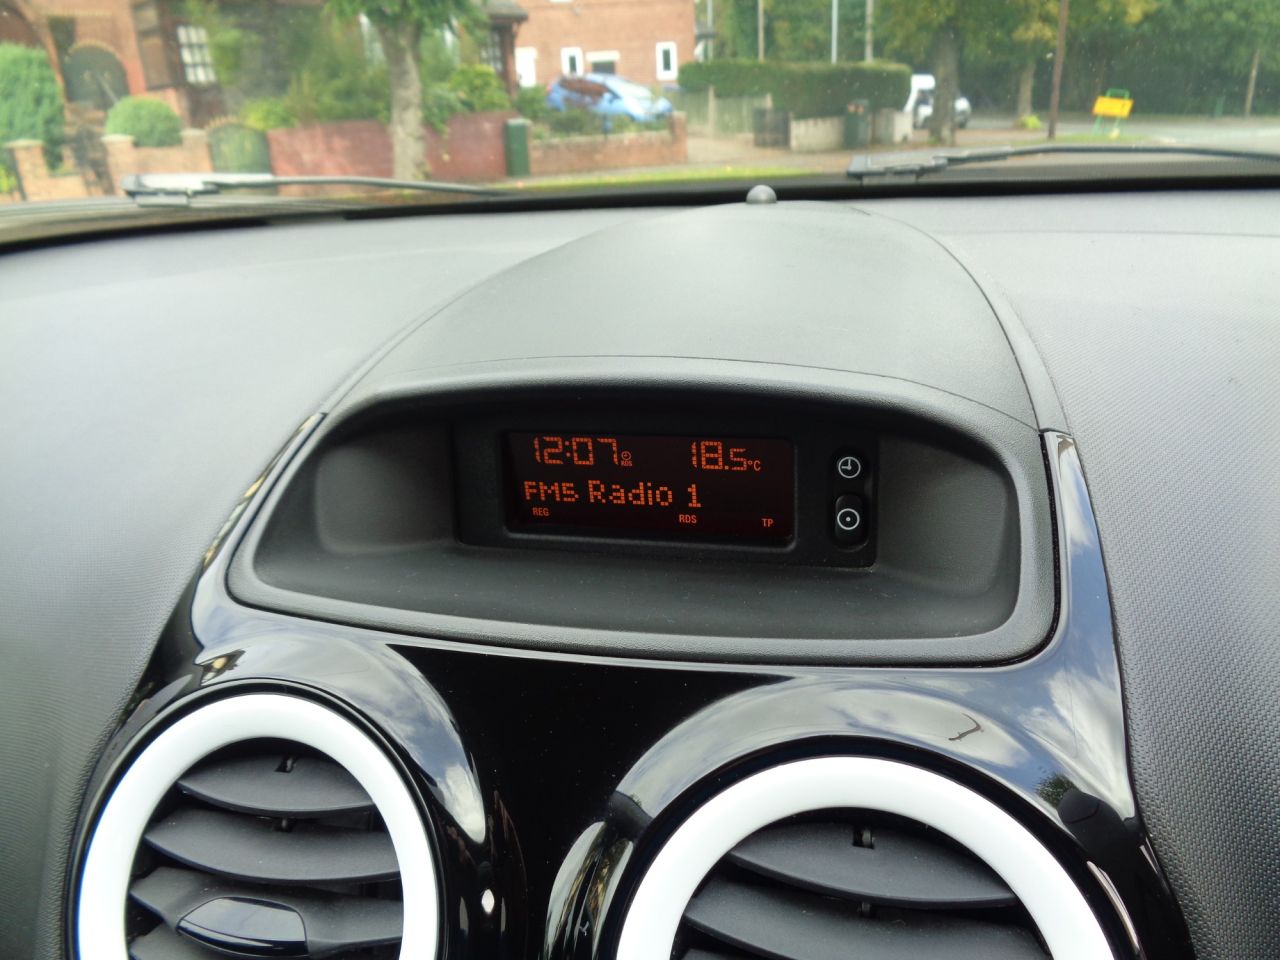 12:07 RDS 18.5°C
FM5 Radio 1
REG RDS TP